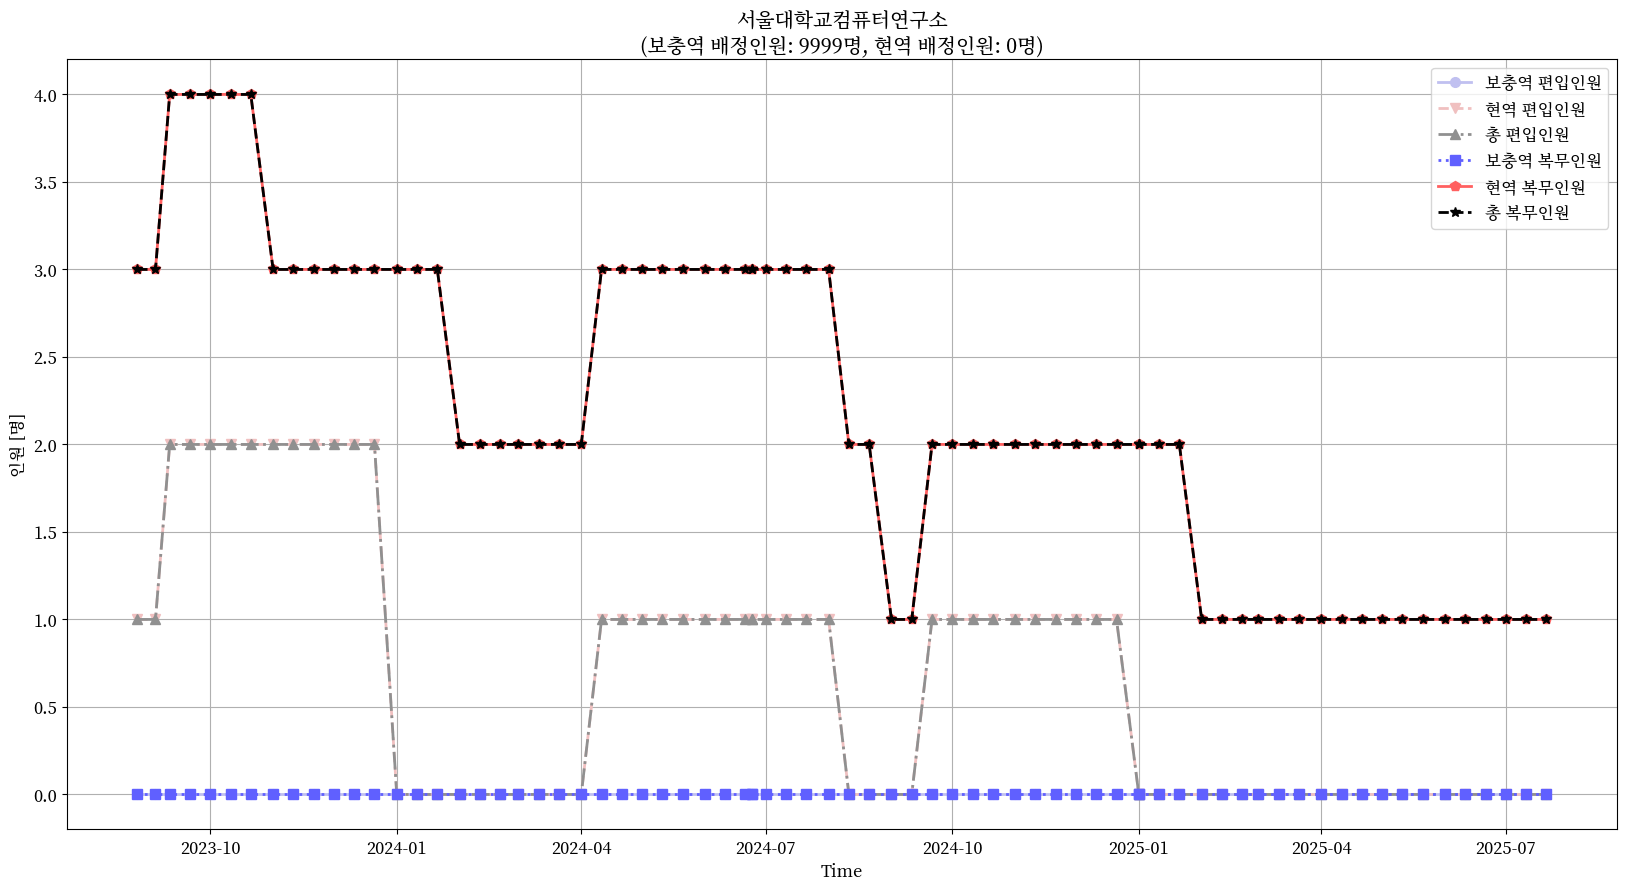 서울대학교컴퓨터연구소
(보충역 배정인원: 9999명, 현역 배정인원: 0명)
보충역 편입인원
현역 편입인원
총 편입인원
보충역 복무인원
현역 복무인원
총 복무인원
인원 [명]
4.0
3.5
3.0
2.5
2.0
1.5
1.0
0.5
0.0
2023-10
2024-01
2024-04
2024-07
2024-10
2025-01
2025-04
2025-07
Time